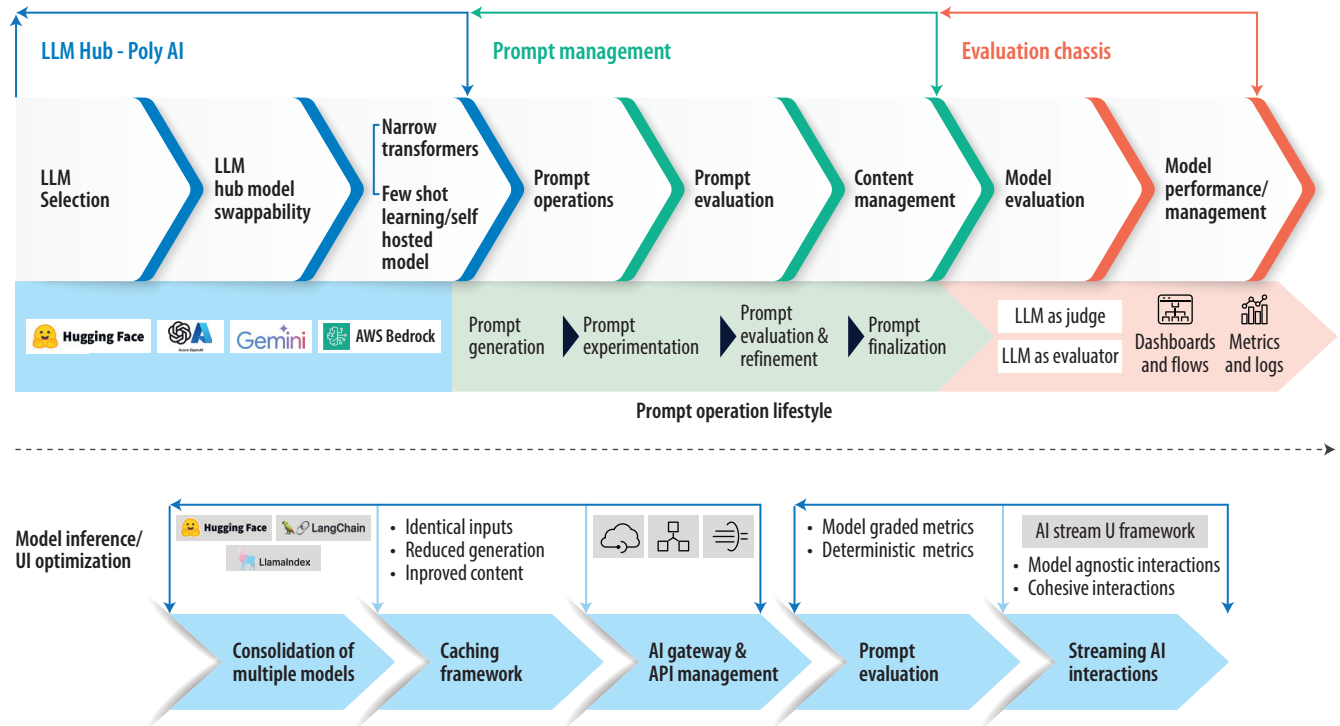 LLM Hub - Poly AI
Prompt management
Evaluation chassis
LLM
Selection
LLM
hub model
swappability
Narrow
transformers
Few shot
learning/self
hosted
model
Prompt
operations
Prompt
evaluation
Content
management
Model
evaluation
Model
performance/
management
Hugging Face
Azure OpenAI
Gemini
AWS Bedrock
Prompt
generation
Prompt
experimentation
Prompt
evaluation &
refinement
Prompt
finalization
LLM as judge
LLM as evaluator
Dashboards
and flows
Metrics
and logs
Prompt operation lifestyle
Model inference/
UI optimization
Hugging Face
LangChain
LlamaIndex
• Identical inputs
• Reduced generation
• Inproved content
• Model graded metrics
• Deterministic metrics
AI stream U framework
• Model agnostic interactions
• Cohesive interactions
Consolidation of
multiple models
Caching
framework
AI gateway &
API management
Prompt
evaluation
Streaming AI
interactions